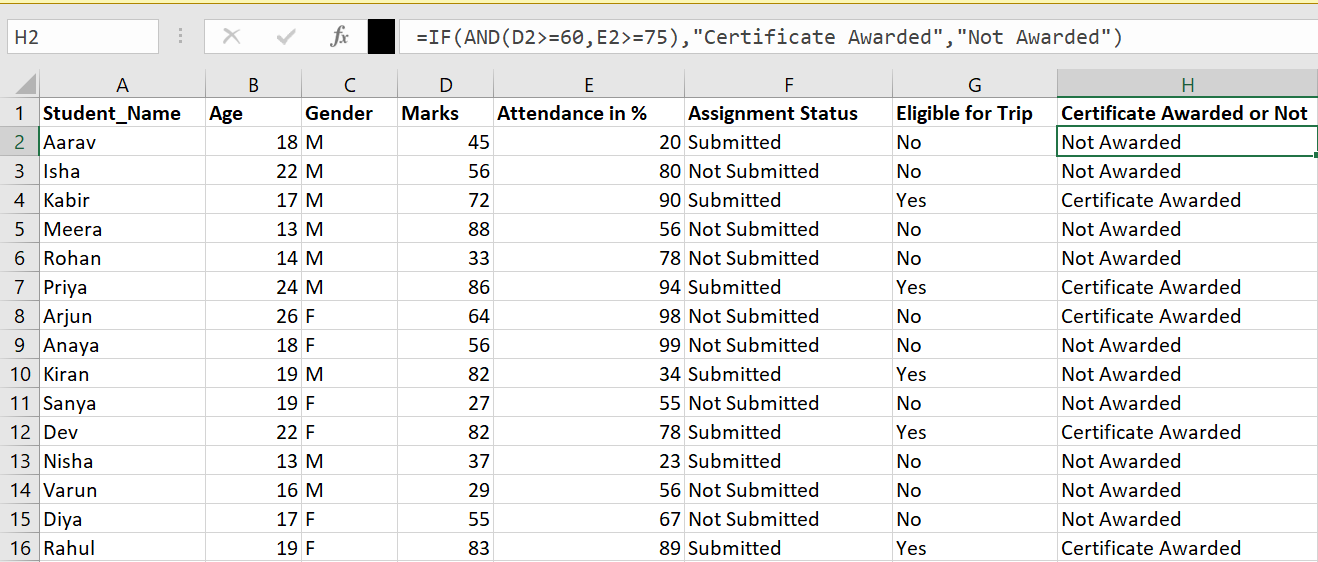 H2 fx =IF(AND(D2>=60,E2>=75),"Certificate Awarded","Not Awarded")
A B C D E F G H
1 Student_Name Age Gender Marks Attendance in % Assignment Status Eligible for Trip Certificate Awarded or Not
2 Aarav 18 M 45 20 Submitted No Not Awarded
3 Isha 22 M 56 80 Not Submitted No Not Awarded
4 Kabir 17 M 72 90 Submitted Yes Certificate Awarded
5 Meera 13 M 88 56 Not Submitted No Not Awarded
6 Rohan 14 M 33 78 Not Submitted No Not Awarded
7 Priya 24 M 86 94 Submitted Yes Certificate Awarded
8 Arjun 26 F 64 98 Not Submitted No Certificate Awarded
9 Anaya 18 F 56 99 Not Submitted No Not Awarded
10 Kiran 19 M 82 34 Submitted Yes Not Awarded
11 Sanya 19 F 27 55 Not Submitted No Not Awarded
12 Dev 22 F 82 78 Submitted Yes Certificate Awarded
13 Nisha 13 M 37 23 Submitted No Not Awarded
14 Varun 16 M 29 56 Not Submitted No Not Awarded
15 Diya 17 F 55 67 Not Submitted No Not Awarded
16 Rahul 19 F 83 89 Submitted Yes Certificate Awarded